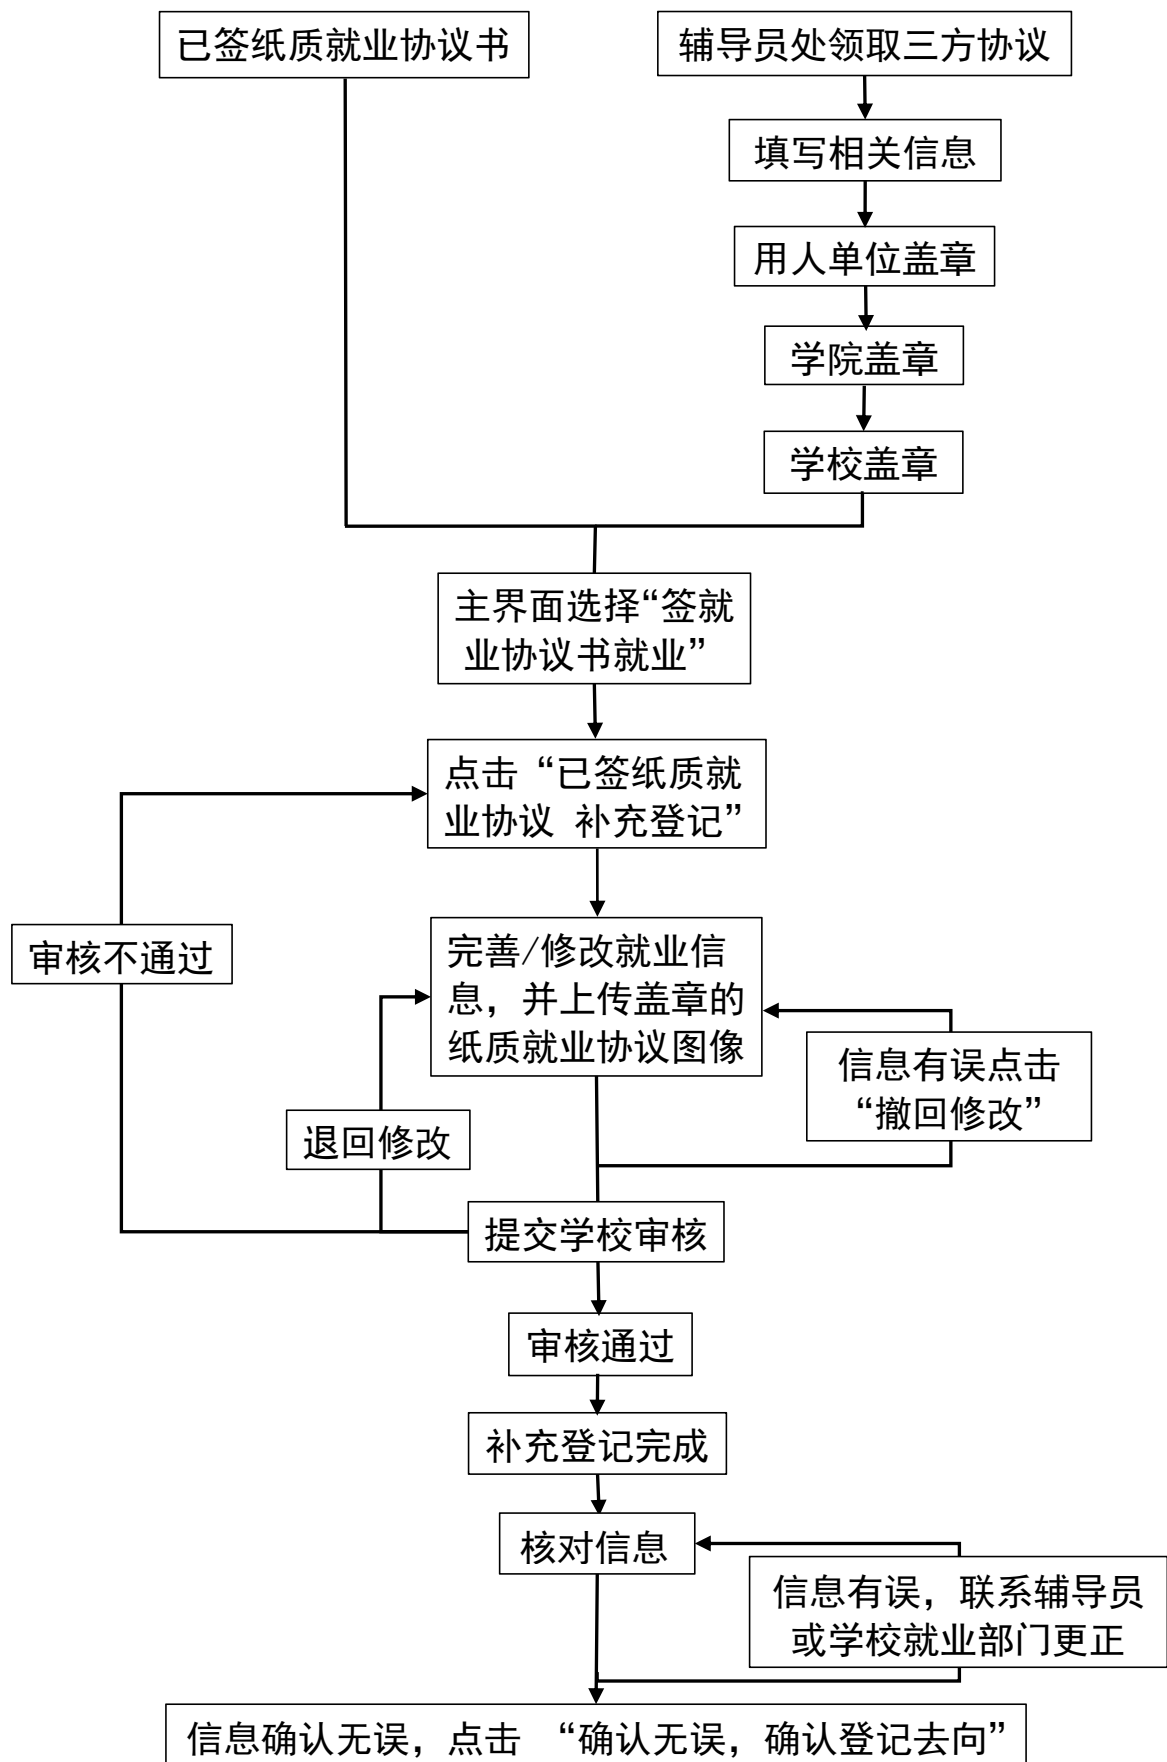 已签纸质就业协议书
辅导员处领取三方协议
填写相关信息
用人单位盖章
学院盖章
学校盖章
主界面选择“签就
业协议书就业”
点击 “已签纸质就
业协议 补充登记”
审核不通过
完善/修改就业信
息，并上传盖章的
纸质就业协议图像
信息有误点击
“撤回修改”
退回修改
提交学校审核
审核通过
补充登记完成
核对信息
信息有误，联系辅导员
或学校就业部门更正
信息确认无误，点击 “确认无误，确认登记去向”